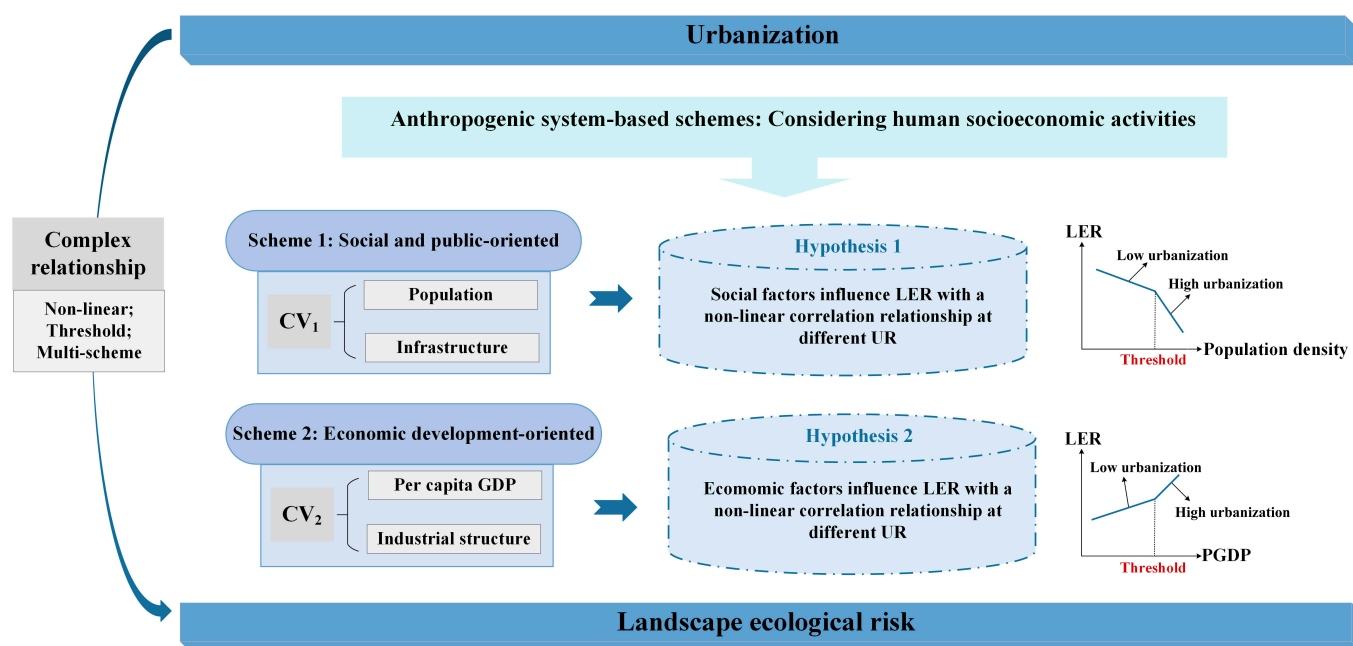 Urbanization
Anthropogenic system-based schemes: Considering human socioeconomic activities
Complex
relationship
Non-linear;
Threshold;
Multi-scheme
Scheme 1: Social and public-oriented
CV₁
Population
Infrastructure
Hypothesis 1
Social factors influence LER with a
non-linear correlation relationship at
different UR
LER
Low urbanization
High urbanization
Threshold
Population density
Scheme 2: Economic development-oriented
CV₂
Per capita GDP
Industrial structure
Hypothesis 2
Ecomomic factors influence LER with a
non-linear correlation relationship at
different UR
LER
Low urbanization
High urbanization
Threshold
PGDP
Landscape ecological risk